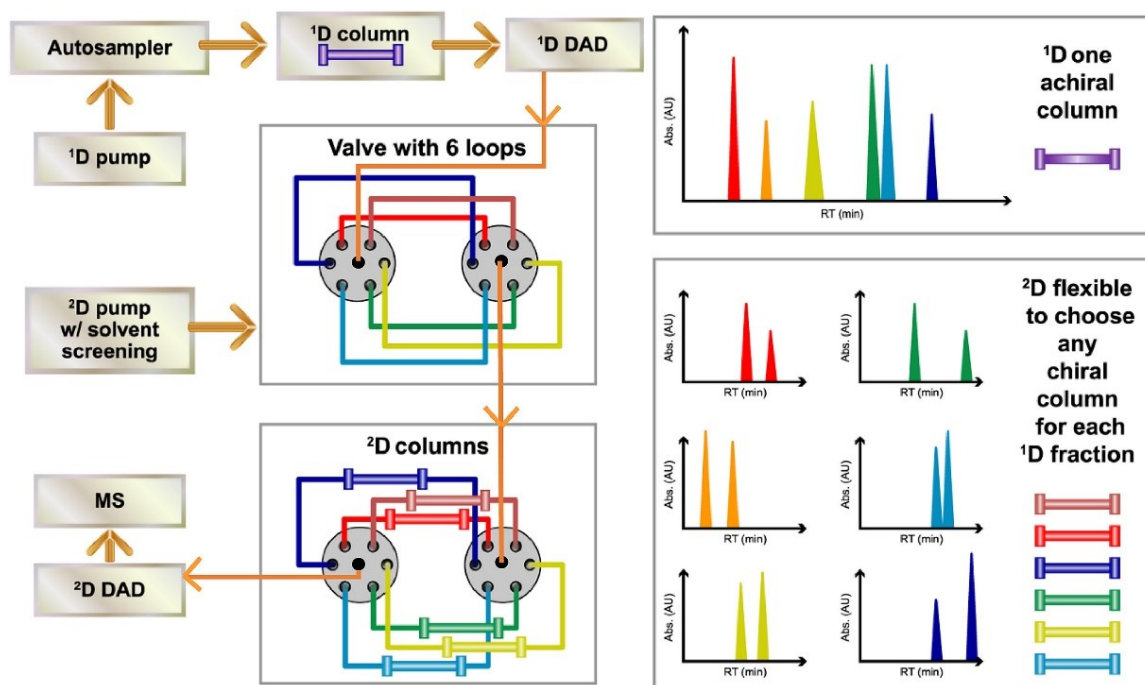 Autosampler
¹D column
¹D DAD
¹D pump
Valve with 6 loops
²D pump
w/ solvent
screening
²D columns
MS
²D DAD
Abs. (AU)
RT (min)
¹D one
achiral
column
Abs. (AU)
RT (min)
Abs. (AU)
RT (min)
Abs. (AU)
RT (min)
Abs. (AU)
RT (min)
Abs. (AU)
RT (min)
Abs. (AU)
RT (min)
²D flexible
to choose
any
chiral
column
for each
¹D fraction